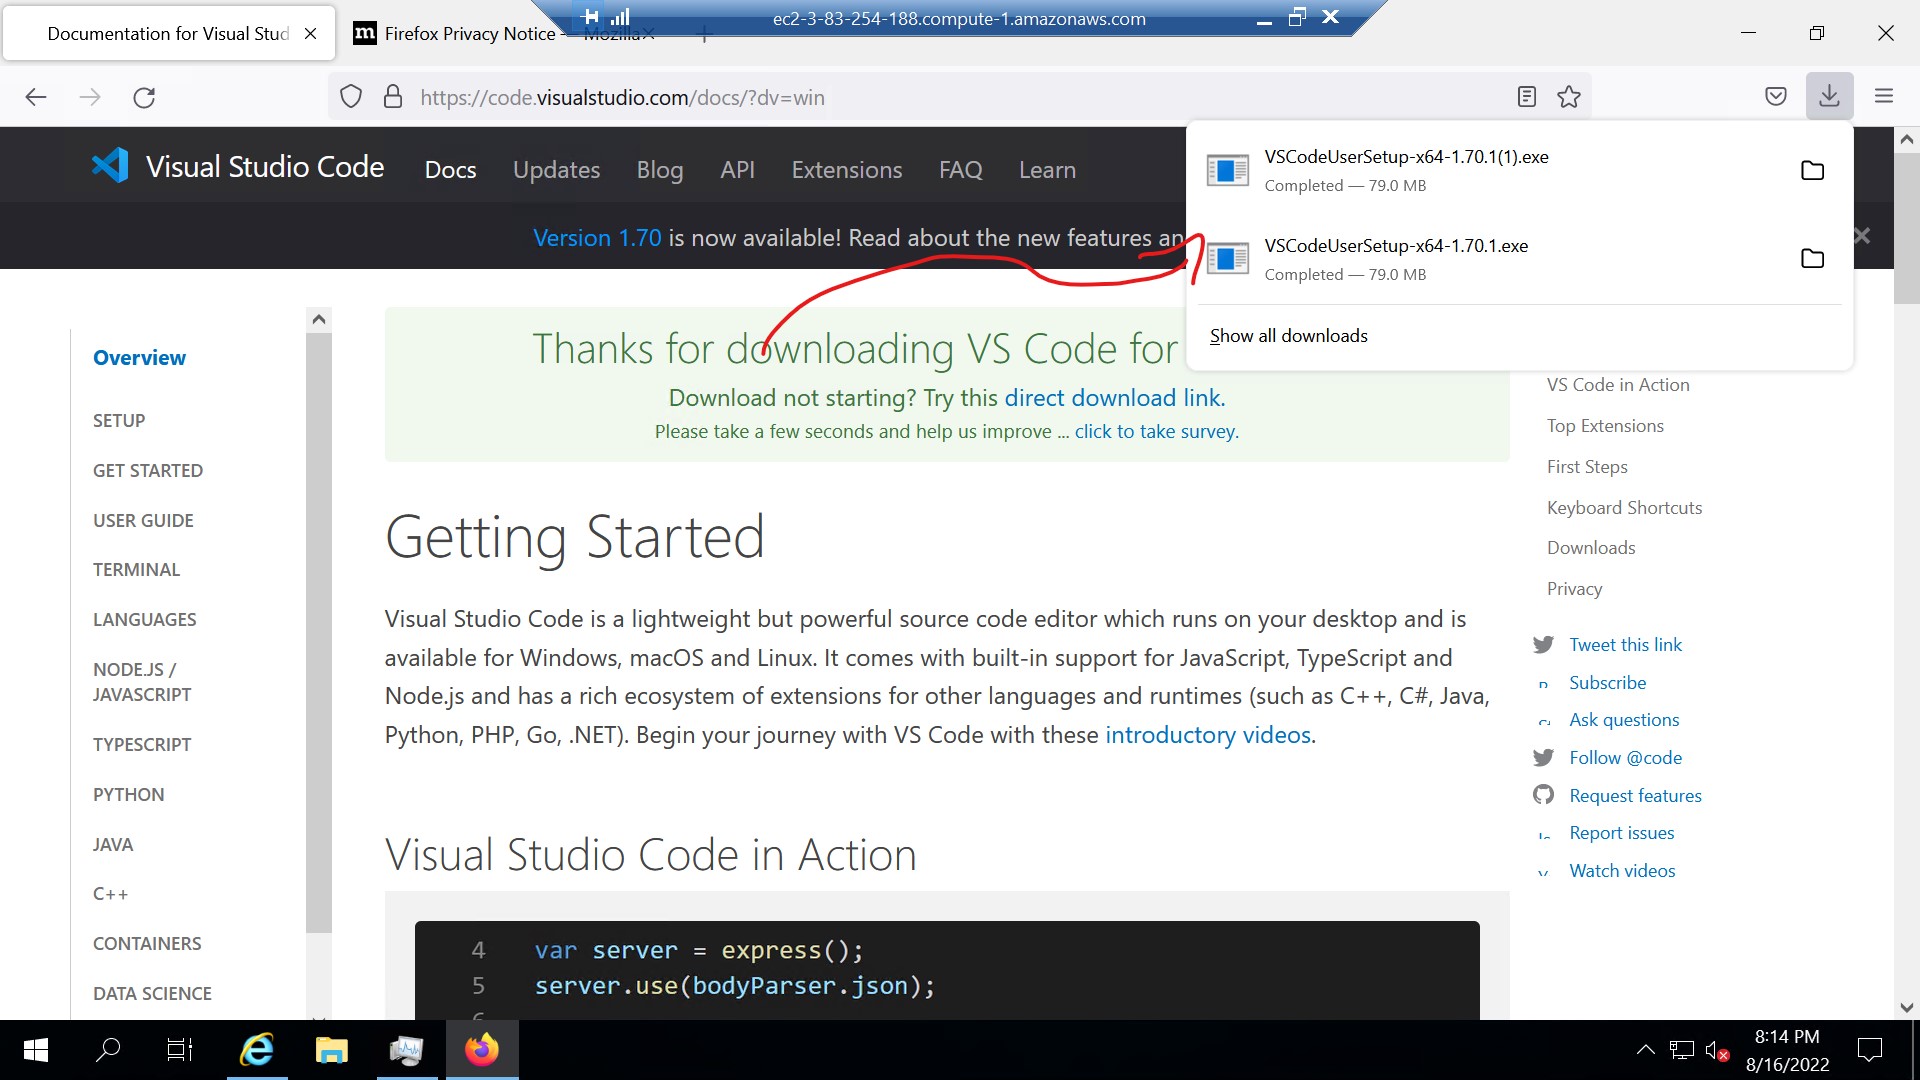 ec2-3-83-254-188.compute-1.amazonaws.com
Documentation for Visual Stud
Firefox Privacy Notice — Mozilla
https://code.visualstudio.com/docs/?dv=win
Visual Studio Code
Docs
Updates
Blog
API
Extensions
FAQ
Learn
Version 1.70 is now available! Read about the new features an
VSCodeUserSetup-x64-1.70.1(1).exe
Completed — 79.0 MB
VSCodeUserSetup-x64-1.70.1.exe
Completed — 79.0 MB
Show all downloads
Overview
SETUP
GET STARTED
USER GUIDE
TERMINAL
LANGUAGES
NODE.JS /
JAVASCRIPT
TYPESCRIPT
PYTHON
JAVA
C++
CONTAINERS
DATA SCIENCE
Thanks for downloading VS Code for
Download not starting? Try this direct download link.
Please take a few seconds and help us improve ... click to take survey.
Getting Started
Visual Studio Code is a lightweight but powerful source code editor which runs on your desktop and is
available for Windows, macOS and Linux. It comes with built-in support for JavaScript, TypeScript and
Node.js and has a rich ecosystem of extensions for other languages and runtimes (such as C++, C#, Java,
Python, PHP, Go, .NET). Begin your journey with VS Code with these introductory videos.
Visual Studio Code in Action
4 var server = express();
5 server.use(bodyParser.json);
VS Code in Action
Top Extensions
First Steps
Keyboard Shortcuts
Downloads
Privacy
Tweet this link
Subscribe
Ask questions
Follow @code
Request features
Report issues
Watch videos
8:14 PM
8/16/2022